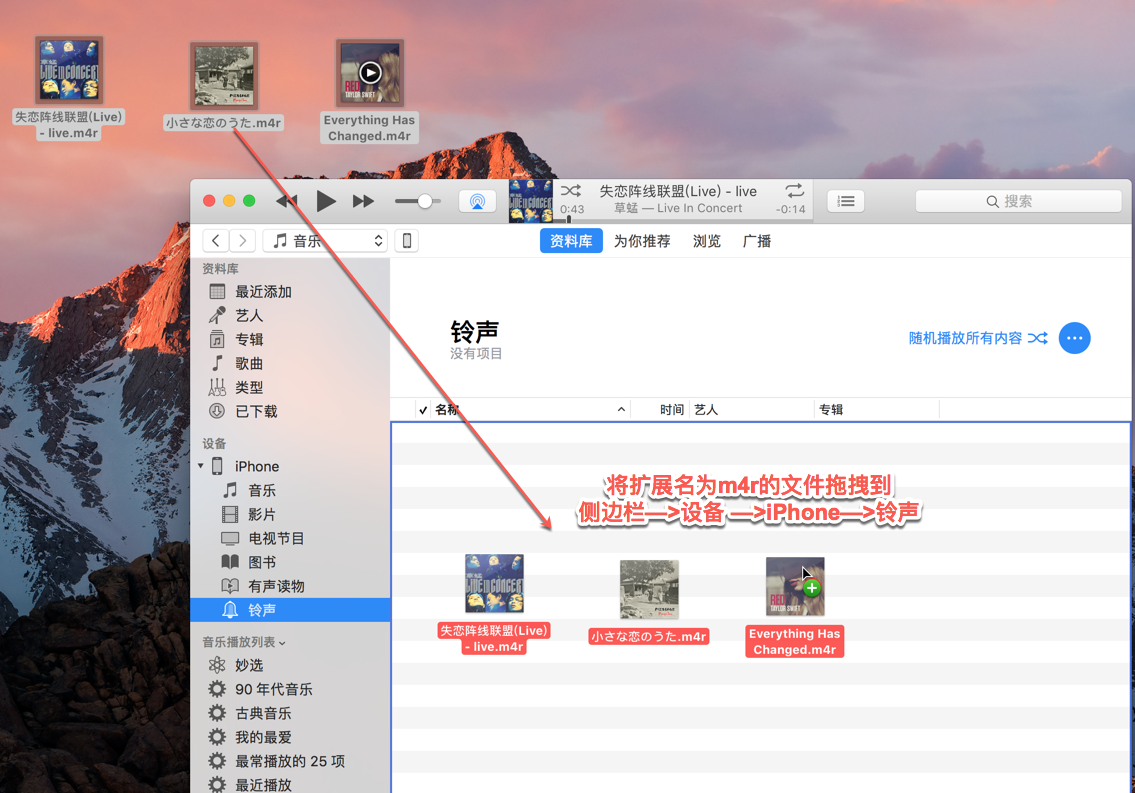 失恋阵线联盟(Live)
- live.m4r
小さな恋のうた.m4r
RED
TAYLOR SWIFT
Everything Has
Changed.m4r
失恋阵线联盟(Live) - live
草蜢 — Live In Concert
0:43
-0:14
搜索
音乐
资料库
为你推荐
浏览
广播
资料库
最近添加
艺人
专辑
歌曲
类型
已下载
设备
iPhone
音乐
影片
电视节目
图书
有声读物
铃声
音乐播放列表
妙选
90 年代音乐
古典音乐
我的最爱
最常播放的 25 项
最近播放
铃声
没有项目
随机播放所有内容
名称
时间
艺人
专辑
将扩展名为m4r的文件拖拽到
侧边栏—>设备 —>iPhone—>铃声
失恋阵线联盟(Live)
- live.m4r
小さな恋のうた.m4r
RED
TAYLOR SWIFT
Everything Has
Changed.m4r